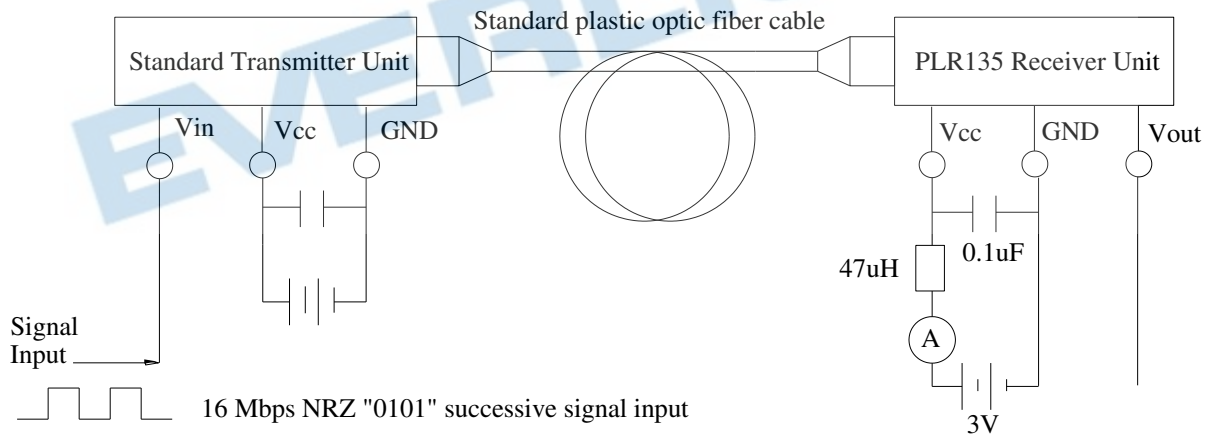 Standard plastic optic fiber cable
Standard Transmitter Unit
PLR135 Receiver Unit
Vin
Vcc
GND
Vcc
GND
Vout
0.1uF
47uH
A
Signal
Input
3V
16 Mbps NRZ "0101" successive signal input